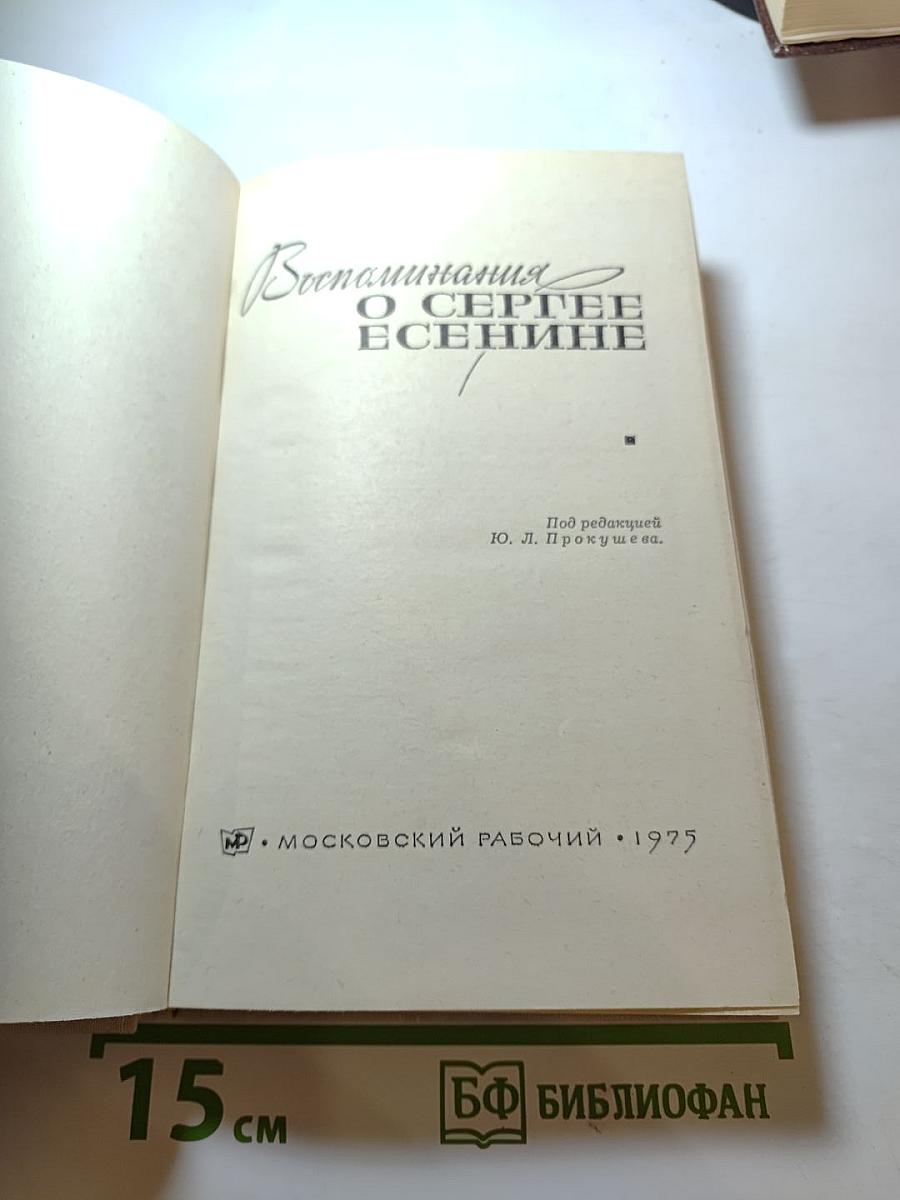 Воспоминания
О СЕРГЕЕ
ЕСЕНИНЕ
Под редакцией
Ю. Л. Прокушева.
МР • МОСКОВСКИЙ РАБОЧИЙ • 1975
15 см
БФ БИБЛИОФАН